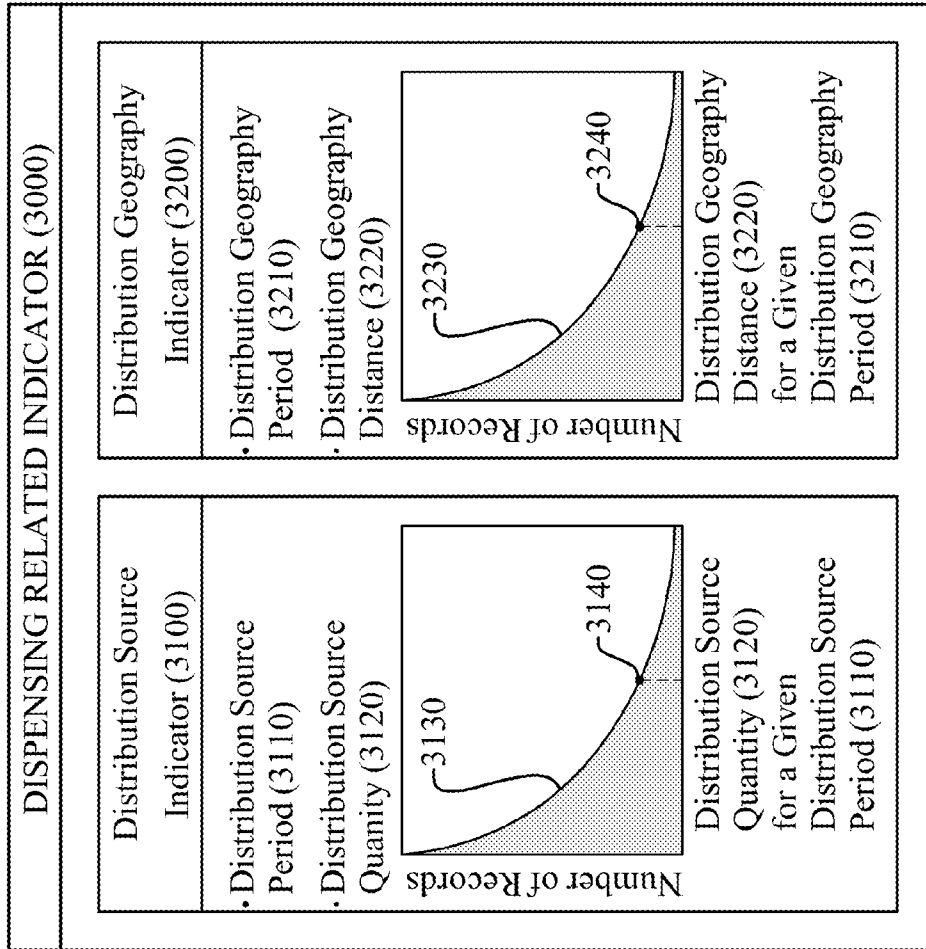 DISPENSING RELATED INDICATOR (3000)
Distribution Source
Indicator (3100)
· Distribution Source
Period (3110)
· Distribution Source
Quanity (3120)
Number of Records
3130
3140
Distribution Source
Quantity (3120)
for a Given
Distribution Source
Period (3110)
Distribution Geography
Indicator (3200)
· Distribution Geography
Period (3210)
· Distribution Geography
Distance (3220)
Number of Records
3230
3240
Distribution Geography
Distance (3220)
for a Given
Distribution Geography
Period (3210)